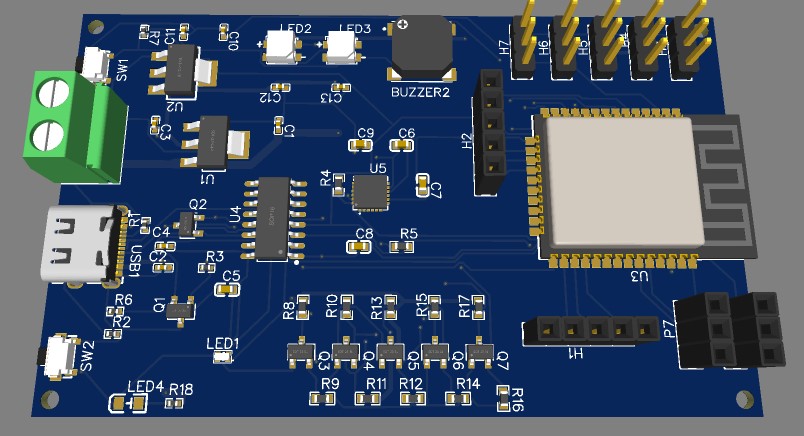 R7
C11
C10
LED2
LED3
H7
H6
H5
SW1
U2
C12
C13
BUZZER2
H2
C3
C1
C9
C6
U1
R4
U5
C7
R1
Q2
U4
C4
C8
R5
USB1
C2
R3
C5
U3
R6
Q1
R8
R10
R13
R15
R17
R2
SW2
LED1
Q3
Q4
Q5
Q6
Q7
H1
P7
LED4
R18
R9
R11
R12
R14
R16